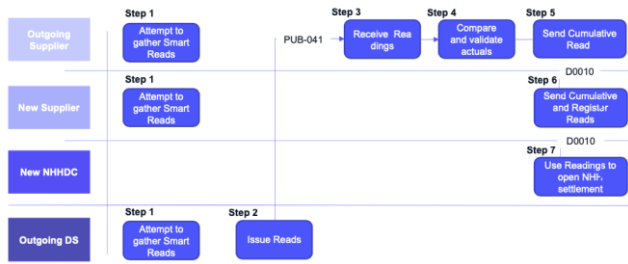 Outgoing
Supplier
Step 1
Attempt to
gather Smart
Reads
PUB-041
Step 3
Receive Rea
dings
Step 4
Compare
and validate
actuals
Step 5
Send Cumulative
Read
D0010
New Supplier
Step 1
Attempt to
gather Smart
Reads
Step 6
Send Cumulative
and Register
Reads
D0010
New NHHDC
Step 7
Use Readings to
open NHH
settlement
Outgoing DS
Step 1
Attempt to
gather Smart
Reads
Step 2
Issue Reads